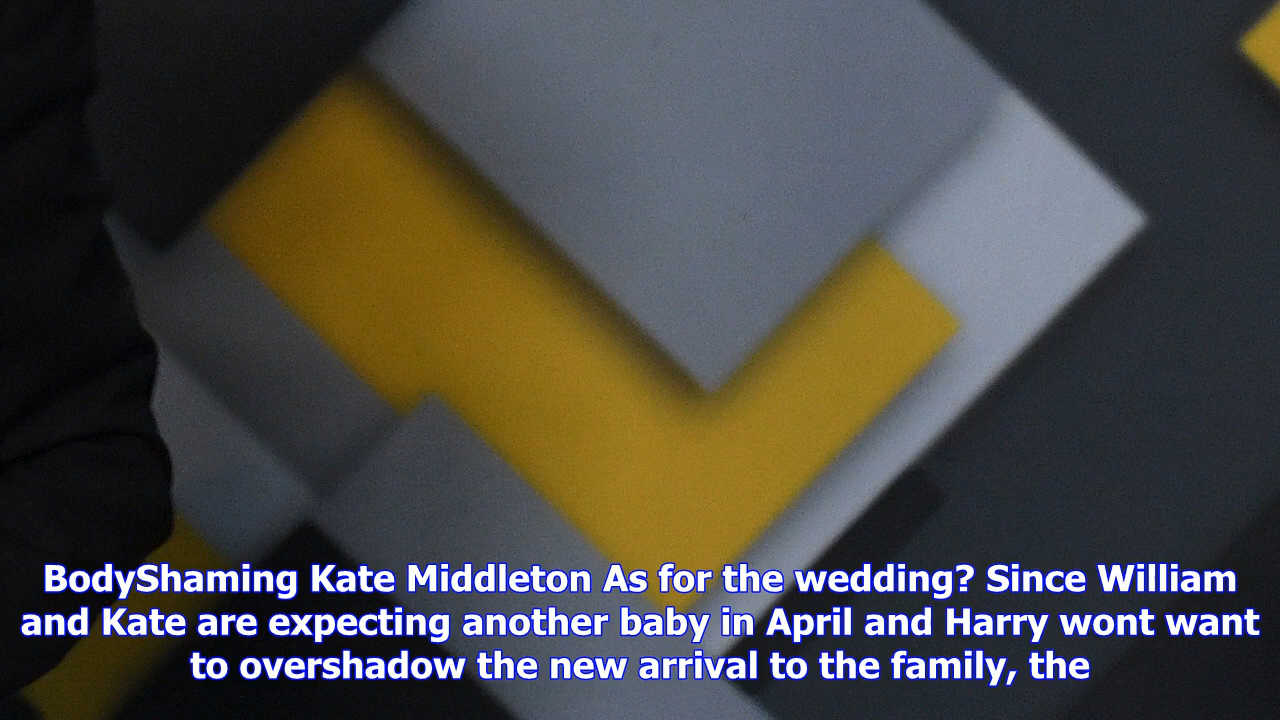 BodyShaming Kate Middleton As for the wedding? Since William
and Kate are expecting another baby in April and Harry wont want
to overshadow the new arrival to the family, the